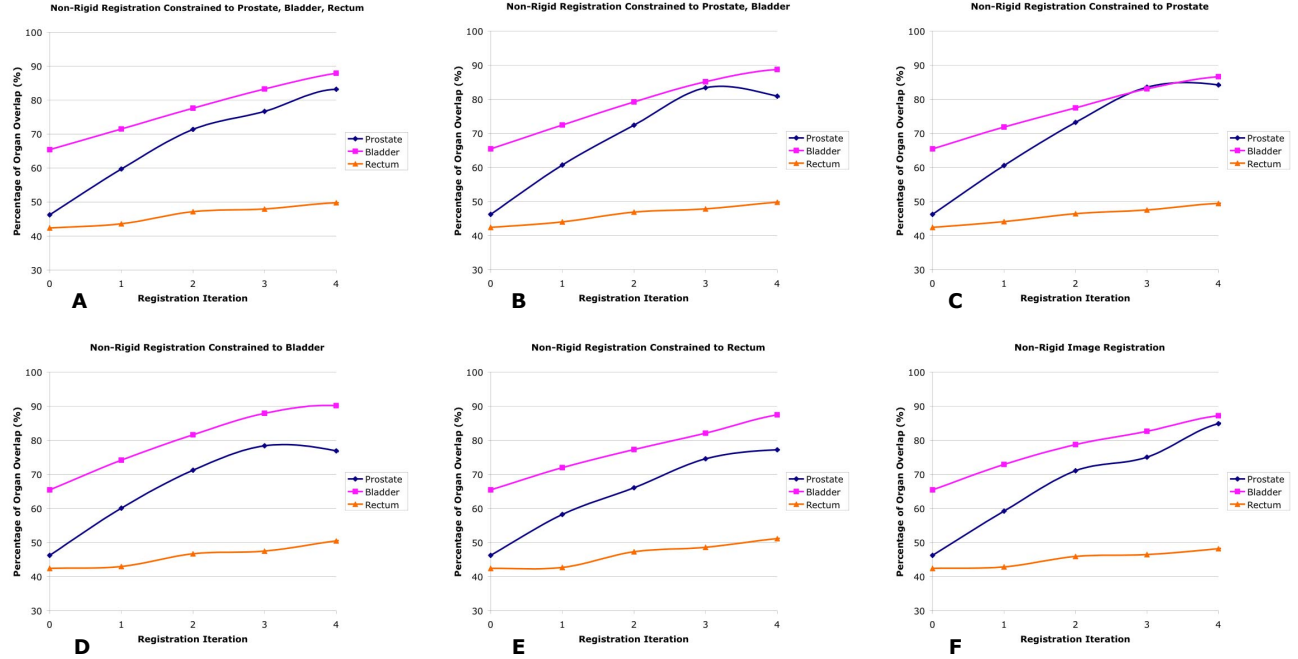 Non-Rigid Registration Constrained to Prostate, Bladder, Rectum
Percentage of Organ Overlap (%)
100
90
80
70
60
50
40
30
0 1 2 3 4
Registration Iteration
Prostate
Bladder
Rectum
A
Non-Rigid Registration Constrained to Prostate, Bladder
Percentage of Organ Overlap (%)
100
90
80
70
60
50
40
30
0 1 2 3 4
Registration Iteration
Prostate
Bladder
Rectum
B
Non-Rigid Registration Constrained to Prostate
Percentage of Organ Overlap (%)
100
90
80
70
60
50
40
30
0 1 2 3 4
Registration Iteration
Prostate
Bladder
Rectum
C
Non-Rigid Registration Constrained to Bladder
Percentage of Organ Overlap (%)
100
90
80
70
60
50
40
30
0 1 2 3 4
Registration Iteration
Prostate
Bladder
Rectum
D
Non-Rigid Registration Constrained to Rectum
Percentage of Organ Overlap (%)
100
90
80
70
60
50
40
30
0 1 2 3 4
Registration Iteration
Prostate
Bladder
Rectum
E
Non-Rigid Image Registration
Percentage of Organ Overlap (%)
100
90
80
70
60
50
40
30
0 1 2 3 4
Registration Iteration
Prostate
Bladder
Rectum
F